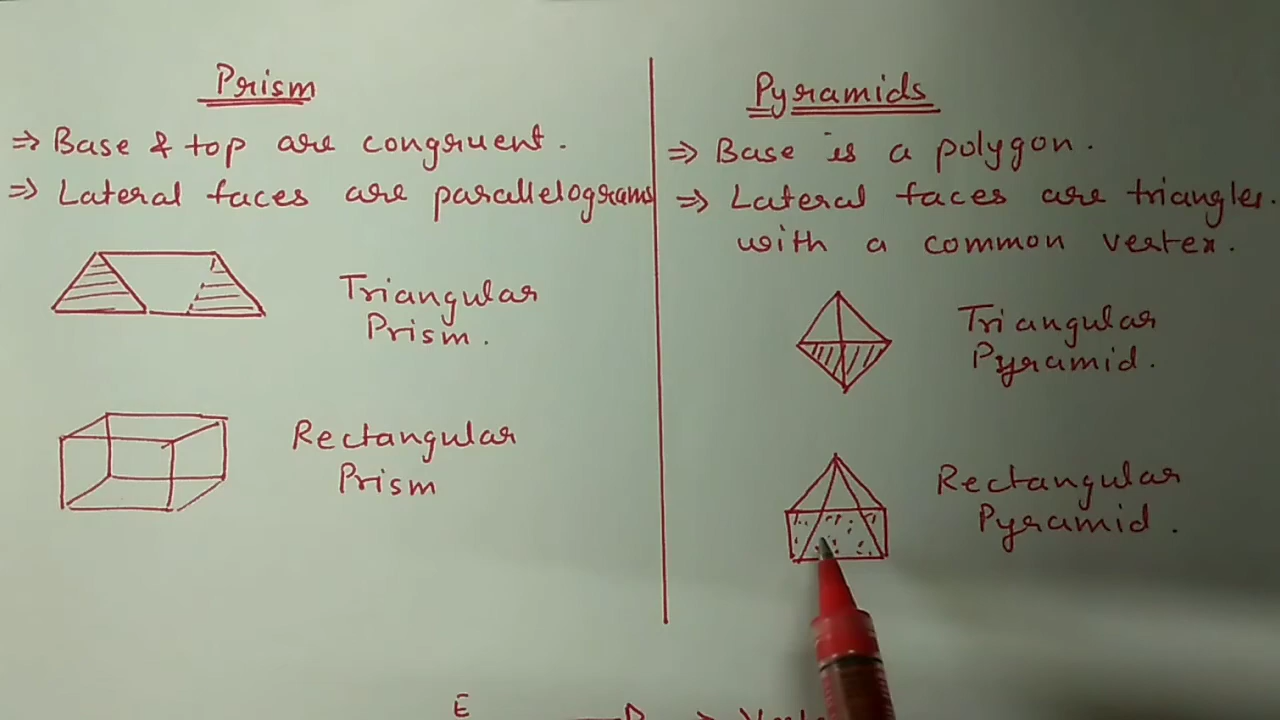 Prism
⇒ Base & top are congruent.
⇒ Lateral faces are parallelograms
Triangular
Prism.
Rectangular
Prism
Pyramids
⇒ Base is a polygon.
⇒ Lateral faces are triangles.
with a common vertex.
Triangular
Pyramid.
Rectangular
Pyramid.
E